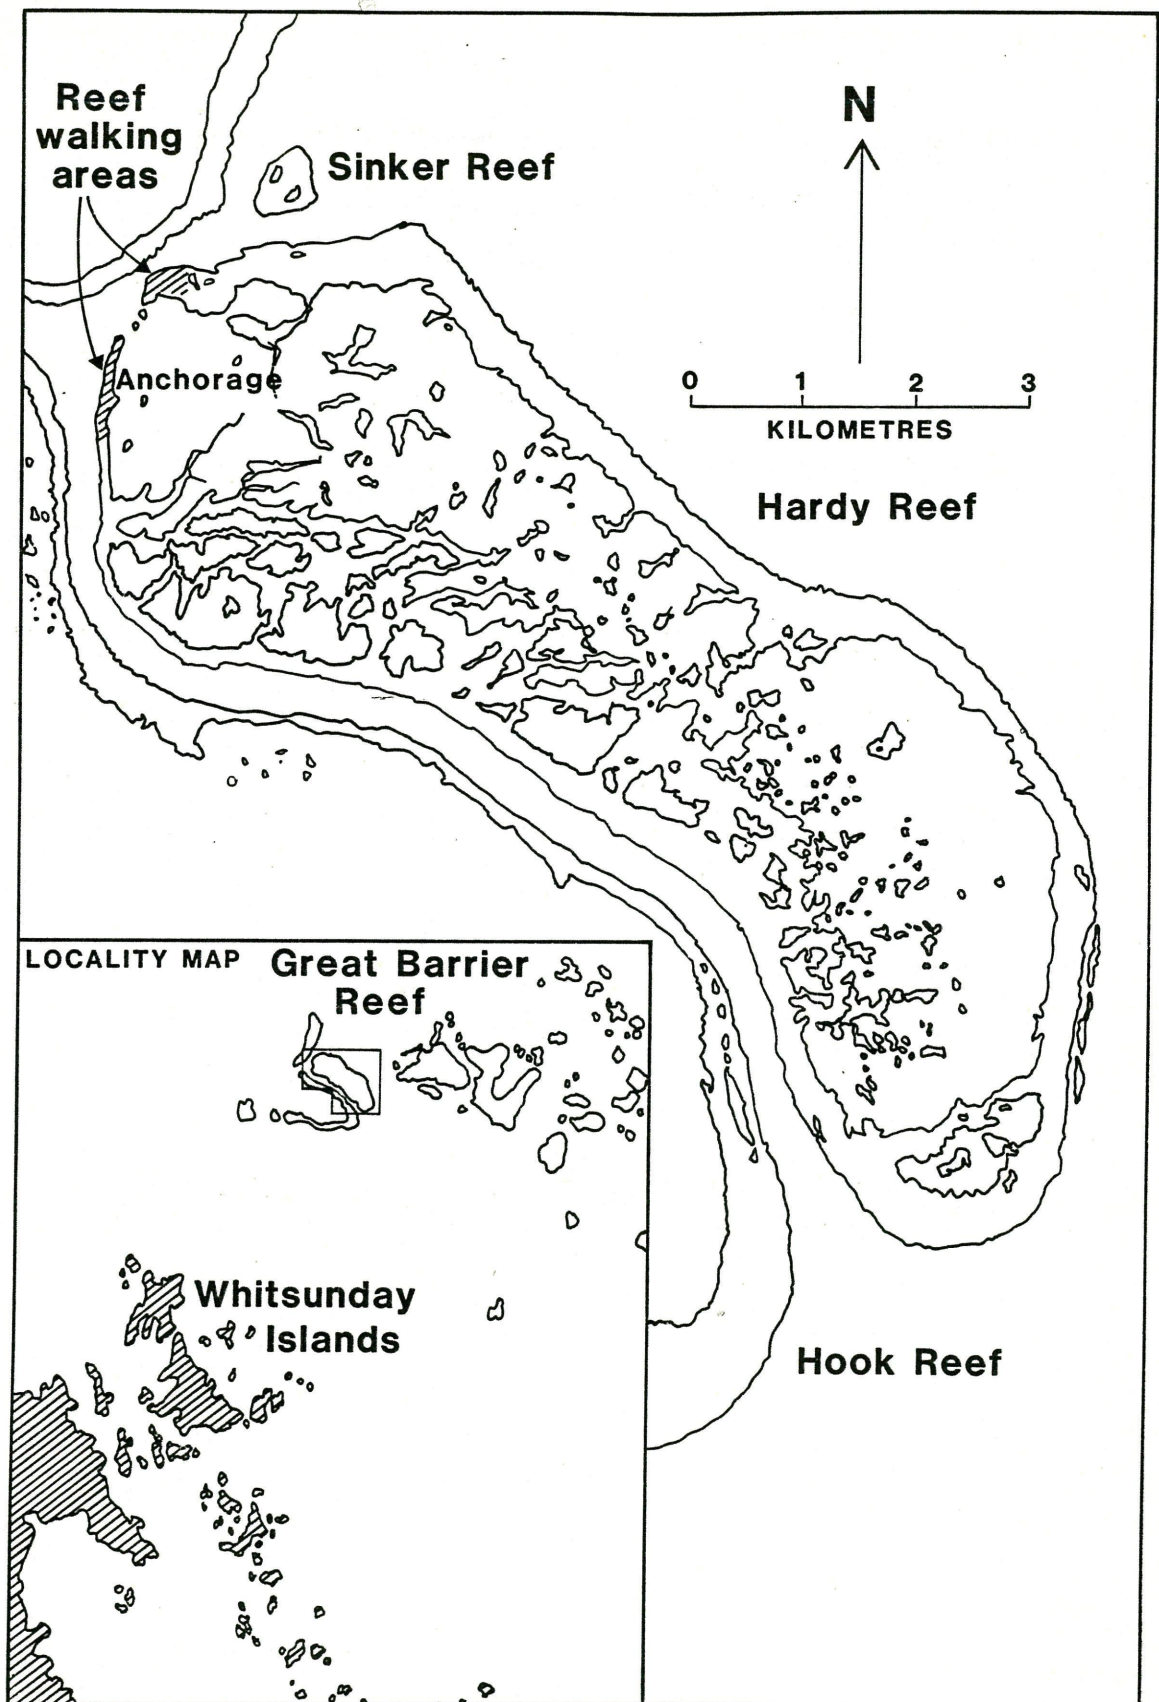 Reef
walking
areas
Sinker Reef
N
Anchorage
0 1 2 3
KILOMETRES
Hardy Reef
LOCALITY MAP
Great Barrier
Reef
Whitsunday
Islands
Hook Reef